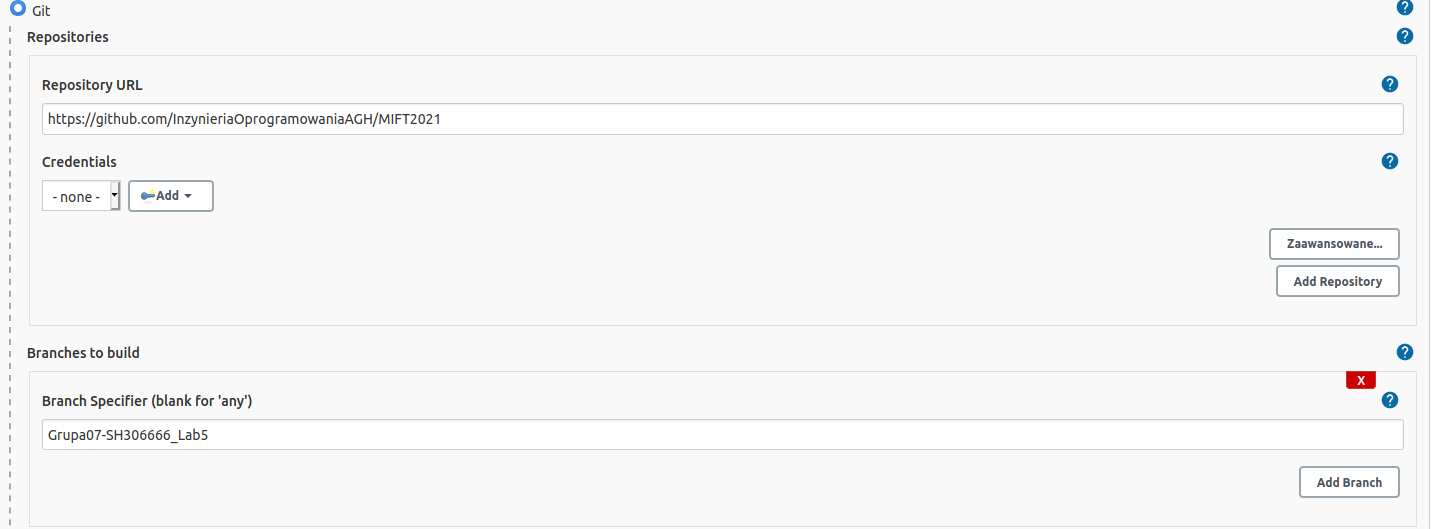 Git
?
Repositories
?
Repository URL
?
https://github.com/InzynieriaOprogramowaniaAGH/MIFT2021
Credentials
?
- none -
Add
Zaawansowane...
Add Repository
Branches to build
?
X
Branch Specifier (blank for 'any')
?
Grupa07-SH306666_Lab5
Add Branch